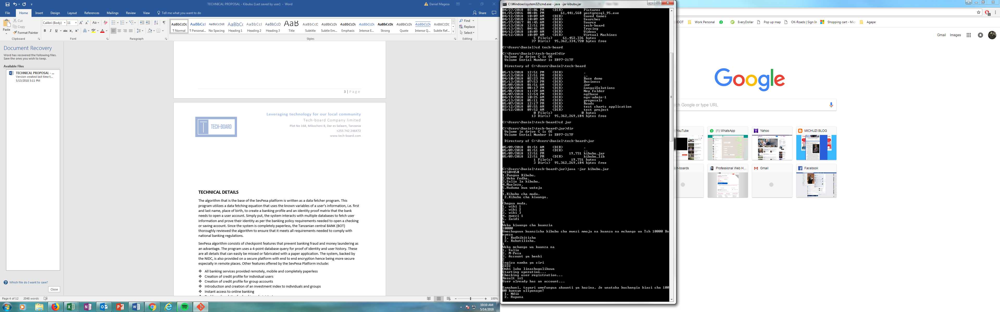 TECHNICAL PROPOSAL - Kibubu (Last saved by user) - Word
Daniel Magesa
File Home Insert Design Layout References Mailings Review View Tell me what you want to do
Share
Paste
Cut
Copy
Format Painter
Clipboard
Calibri (Body) 11
Font
Paragraph
¶ Normal
¶ Personal...
No Spacing
Heading 1
Heading 2
Heading 3
Title
Subtitle
Subtle Em...
Emphasis
Intense E...
Strong
Quote
Intense Q...
Subtle Ref...
Styles
Find
Replace
Select
Editing
Document Recovery
Word has recovered the following files.
Save the ones you wish to keep.
Available Files
TECHNICAL PROPOSAL - ...
Version created last time t...
5/13/2018 5:11 PM
Which file do I want to save?
Close
3 | Page
TECH-BOARD
Leveraging technology for our local community
Tech-board Company limited
Plot No 168, Mikocheni B, Dar es Salaam, Tanzania
+255 742 246472
www.tech-board.com
TECHNICAL DETAILS
The algorithm that is the base of the SevPesa platform is written as a data fetcher program. This
program utilizes a data fetching equation that uses the known variables of a user's information, i.e. first
and last name, place of birth, to create a banking profile and an identity proof matrix that the bank
needs to open a user account. Simply put, the system interacts with multiple databases to fetch user
information and prove their identity as per the banking policy requirements needed to open a checking
or saving account. Since the system is completely paperless, the Tanzanian central BANK (BOT)
thoroughly reviewed the algorithm to ensure that it meets all requirements needed to comply with
national banking regulations.
SevPesa algorithm consists of checkpoint features that prevent banking fraud and money laundering as
an advantage. The program uses a 4-point database query for proof of identity and user history. These
are all details that can easily be missed or fabricated with a paper application. The system, backed by
the NIDC, is also provided on a secure platform with end to end encryption hence being more secure
especially in remote places. Other features offered by the SevPesa Platform include:
❖ All banking services provided remotely, mobile and completely paperless
❖ Creation of credit profile for individual users
❖ Creation of credit profile for group accounts
❖ Introduction and creation of an investment index to individuals and groups
❖ Instant access to online banking
Page 4 of 12 2048 words
100%
10:10 AM
5/14/2018
C:\Windows\system32\cmd.exe - java -jar kibubu.jar
04/27/2018 03:06 PM <DIR> Pictures
01/25/2016 08:01 PM 61,441,568 postgresql_95.exe
04/12/2018 10:09 AM <DIR> Saved Games
04/12/2018 10:09 AM <DIR> Searches
05/27/2017 01:45 AM <DIR> Source
05/13/2018 12:51 PM <DIR> tech-board
09/13/2015 04:41 AM <DIR> Tracing
04/12/2018 10:09 AM <DIR> Videos
04/12/2018 10:09 AM <DIR> Virtual Machines
5 File(s) 61,452,336 bytes
37 Dir(s) 95,362,334,720 bytes free
C:\Users\Daniel>cd tech-board
C:\Users\Daniel\tech-board>dir
Volume in drive C is OS
Volume Serial Number is E897-217F
Directory of C:\Users\Daniel\tech-board
05/13/2018 12:51 PM <DIR> .
05/13/2018 12:51 PM <DIR> ..
04/10/2018 02:23 PM <DIR> Base demo
05/13/2018 07:53 PM <DIR> Business
05/09/2018 01:51 AM <DIR> jar
03/20/2018 08:17 PM <DIR> nangaiSolutions
05/01/2018 11:29 AM <DIR> New folder
05/07/2018 12:54 PM <DIR> ng2base
04/19/2018 10:25 AM <DIR> ngx-admin-1
05/13/2018 05:11 PM <DIR> proposals
05/07/2018 12:17 PM <DIR> Roads
03/12/2018 09:55 AM <DIR> test charts application
03/12/2018 09:52 AM <DIR> test project
0 File(s) 0 bytes
13 Dir(s) 95,362,269,184 bytes free
C:\Users\Daniel\tech-board>cd jar
C:\Users\Daniel\tech-board\jar>dir
Volume in drive C is OS
Volume Serial Number is E897-217F
Directory of C:\Users\Daniel\tech-board\jar
05/09/2018 01:51 AM <DIR> .
05/09/2018 01:51 AM <DIR> ..
05/09/2018 12:51 PM 19,731 kibubu.jar
05/09/2018 12:51 PM <DIR> kibubu_lib
1 File(s) 19,731 bytes
3 Dir(s) 95,362,269,184 bytes free
C:\Users\Daniel\tech-board\jar>java -jar kibubu.jar
*150*45#
1.Fungua Kibubu.
2.Weka fedha.
3.Salio la kibubu.
4.Maelezo.
5.Huduma kwa wateja
1
1.Kibubu cha muda.
2.Kibubu cha kiwango.
1
Chagua muda.
1. wiki 1
2. wiki 2
3. wiki 3
4. mwezi 1
5. Zaidi
4
Weka kiwango cha kuanzia
10000
Umechaguwa kuanzisha kibubu cha mwezi mmoja na kuanza na mchango wa Tsh 10000 Bo
nyeza
1. Kudhibitisha
2. Kubatilisha.
1
Weka mchango wa kwanza na
1. Salio
2. M-Pesa
3. Account ya benki
2
Ingiza namba ya siri
2222
Ombi lako linashugulikuwa
Starting operation...
Checking user registration...
Result is1
User already has an account...
Samahani, tayari umefungua akaunti ya hazina. Je unataka kuchangia kiasi cha 100
00 kwenye uliyonayo?
1. Ndio
2. Hapana
DOT Work Personal EveryDollar Pop up map OK-Roads | Sign In Shopping cart - Mic Agape
Gmail Images
Google
ch Google or type URL
YouTube
(1) WhatsApp
Yahoo
MICHUZI BLOG
h-boards
Professional Web H...
Gmail
Facebook